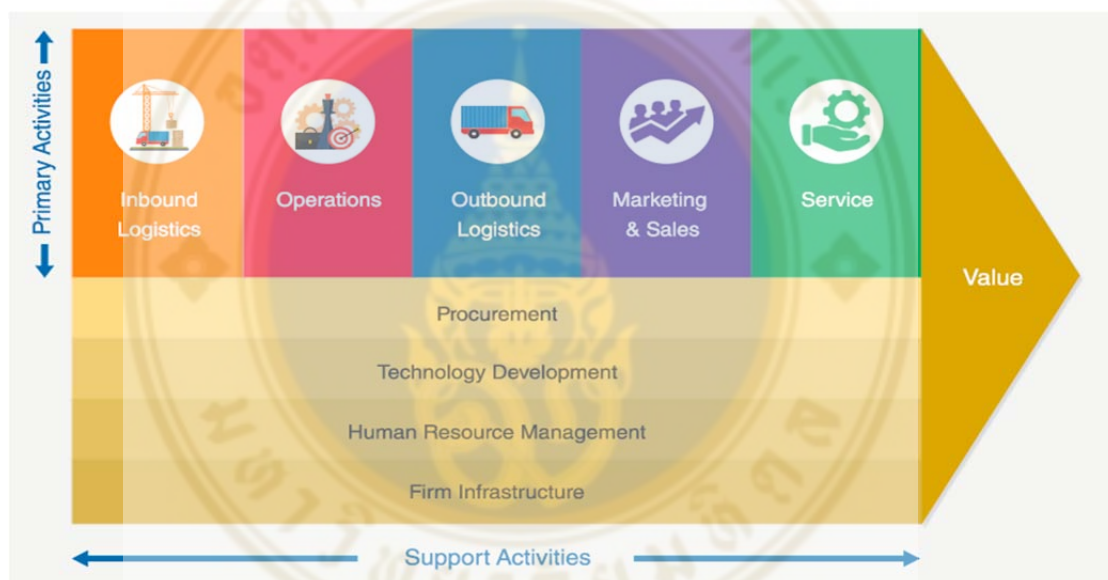 Primary Activities
Inbound
Logistics
Operations
Outbound
Logistics
Marketing
& Sales
Service
Value
Procurement
Technology Development
Human Resource Management
Firm Infrastructure
Support Activities